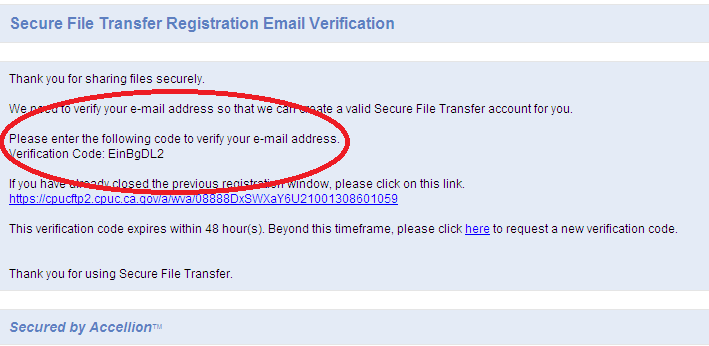 Secure File Transfer Registration Email Verification
Thank you for sharing files securely.
We need to verify your e-mail address so that we can create a valid Secure File Transfer account for you.
Please enter the following code to verify your e-mail address.
Verification Code: EinBgDL2
If you have already closed the previous registration window, please click on this link.
https://cpucftp2.cpuc.ca.gov/a/wva/08888DxSWXaY6U21001308601059
This verification code expires within 48 hour(s). Beyond this timeframe, please click here to request a new verification code.
Thank you for using Secure File Transfer.
Secured by Accellion™